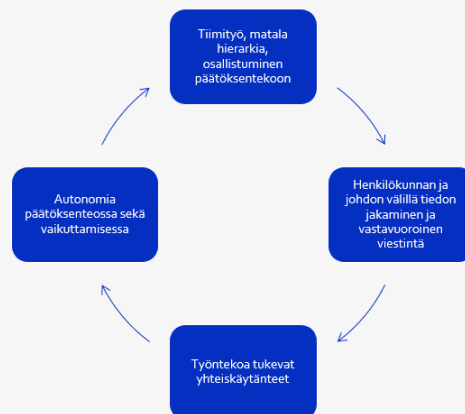 Tiimityö, matala
hierarkia,
osallistuminen
päätöksentekoon
Henkilökunnan ja
johdon välillä tiedon
jakaminen ja
vastavuoroinen
viestintä
Työntekoa tukevat
yhteiskäytänteet
Autonomia
päätöksenteossa sekä
vaikuttamisessa